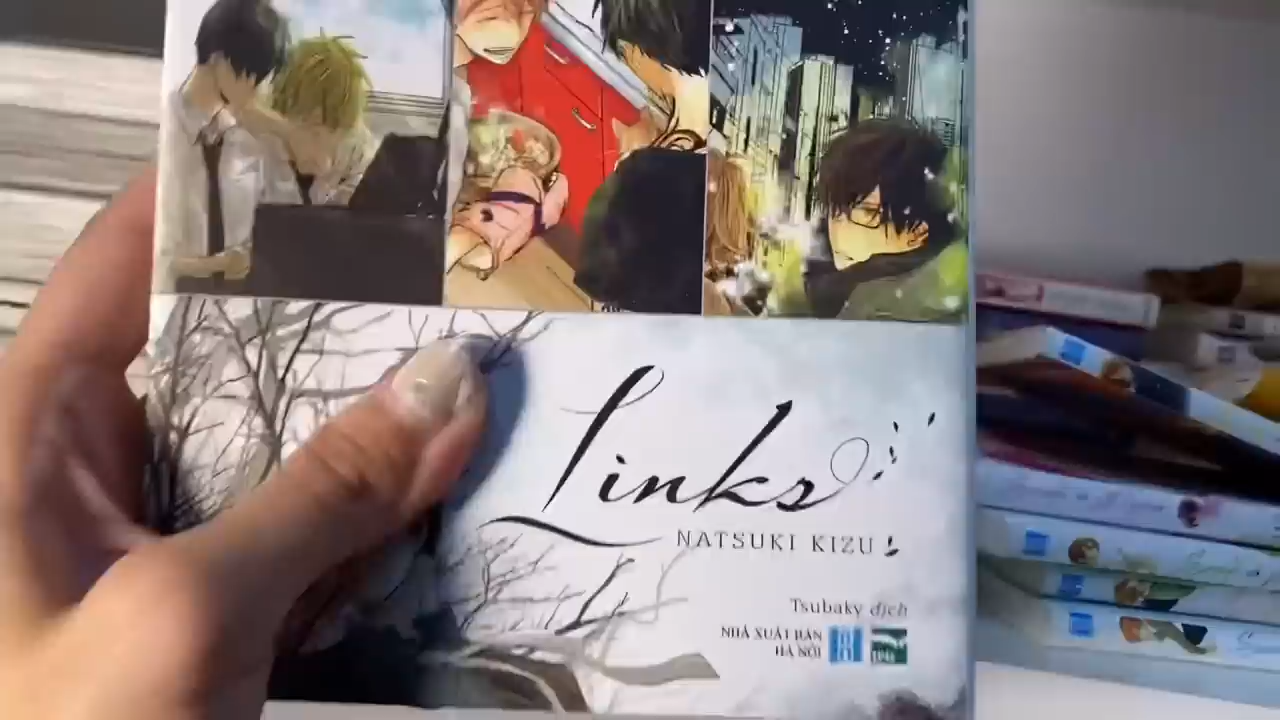 Links
NATSUKI KIZU
Tsubaky dịch
NHÀ XUẤT BẢN
HÀ NỘI